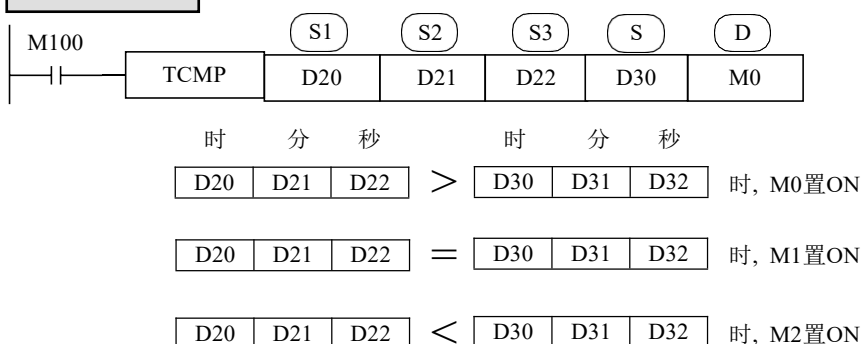 S1 S2 S3 S D
M100
TCMP D20 D21 D22 D30 M0
时 分 秒 时 分 秒
D20 D21 D22 > D30 D31 D32 时, M0置ON
D20 D21 D22 = D30 D31 D32 时, M1置ON
D20 D21 D22 < D30 D31 D32 时, M2置ON